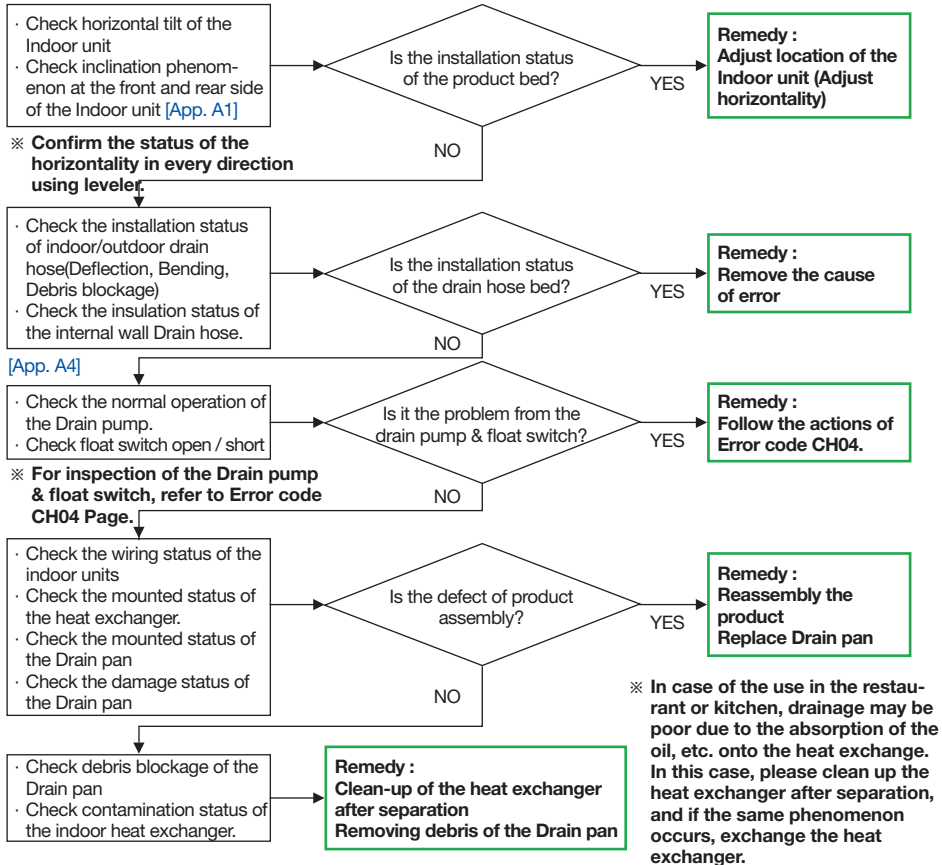 · Check horizontal tilt of the
Indoor unit
· Check inclination phenom-
enon at the front and rear side
of the Indoor unit [App. A1]
Is the installation status
of the product bed?
YES
Remedy :
Adjust location of the
Indoor unit (Adjust
horizontality)
NO
※ Confirm the status of the
horizontality in every direction
using leveler.
· Check the installation status
of indoor/outdoor drain
hose(Deflection, Bending,
Debris blockage)
· Check the insulation status of
the internal wall Drain hose.
Is the installation status
of the drain hose bed?
YES
Remedy :
Remove the cause
of error
NO
[App. A4]
· Check the normal operation of
the Drain pump.
· Check float switch open / short
Is it the problem from the
drain pump & float switch?
YES
Remedy :
Follow the actions of
Error code CH04.
NO
※ For inspection of the Drain pump
& float switch, refer to Error code
CH04 Page.
· Check the wiring status of the
indoor units
· Check the mounted status of
the heat exchanger.
· Check the mounted status of
the Drain pan
· Check the damage status of
the Drain pan
Is the defect of product
assembly?
YES
Remedy :
Reassembly the
product
Replace Drain pan
NO
※ In case of the use in the restau-
rant or kitchen, drainage may be
poor due to the absorption of the
oil, etc. onto the heat exchange.
In this case, please clean up the
heat exchanger after separation,
and if the same phenomenon
occurs, exchange the heat
exchanger.
· Check debris blockage of the
Drain pan
· Check contamination status of
the indoor heat exchanger.
Remedy :
Clean-up of the heat exchanger
after separation
Removing debris of the Drain pan